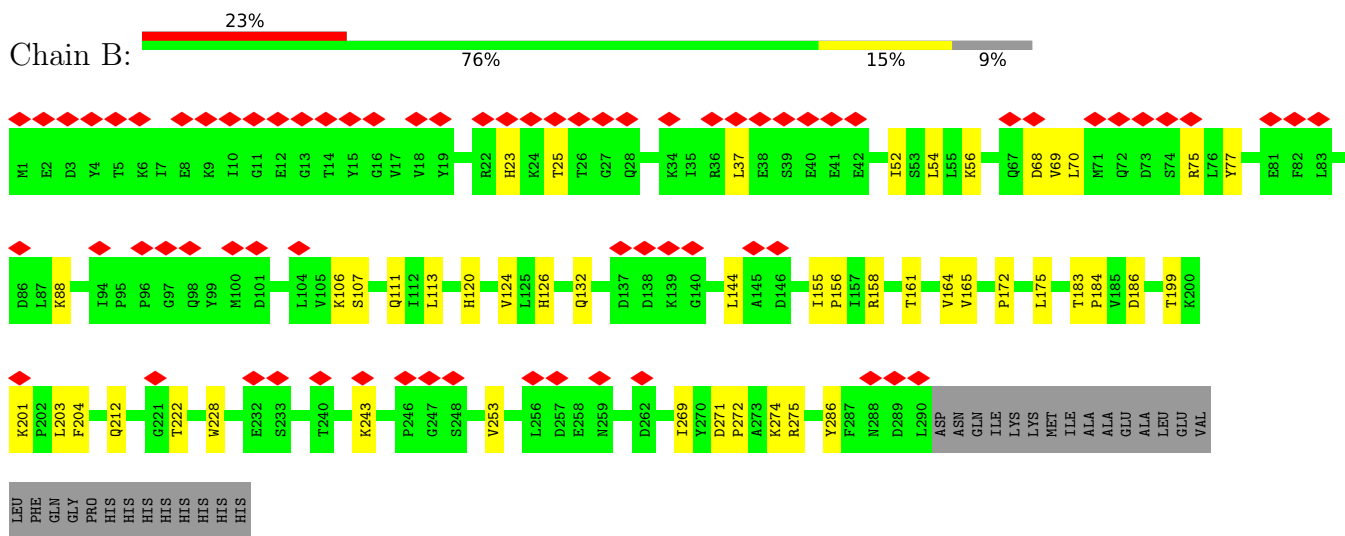 23%
Chain B:
76% 15% 9%
M1 E2 D3 Y4 T5 K6 I7 E8 K9 I10 G11 E12 G13 T14 Y15 G16 V17 V18 Y19 R22 H23 K24 T25 T26 G27 Q28 K34 I35 R36 L37 E38 S39 E40 E41 E42 I52 S53 L54 L55 K56 Q67 D68 V69 L70 M71 Q72 D73 S74 R75 L76 Y77 E81 F82 L83
D86 L87 K88 I94 P95 P96 G97 Q98 Y99 M100 D101 L104 V105 K106 S107 Q111 I112 L113 H120 V124 L125 H126 Q132 D137 D138 K139 G140 L144 A145 D146 I155 P156 I157 R158 T161 V164 V165 P172 L175 T183 P184 V185 D186 T199 K200
K201 P202 L203 F204 Q212 G221 T222 W228 E232 S233 T240 K243 P246 G247 S248 V253 L256 D257 E258 N259 D262 I269 Y270 D271 P272 A273 K274 R275 Y286 F287 N288 D289 L290 ASP ASN GLN ILE LYS LYS MET ILE ALA ALA GLU ALA LEU GLU VAL
LEU PHE GLN GLY PRO HIS HIS HIS HIS HIS HIS HIS HIS